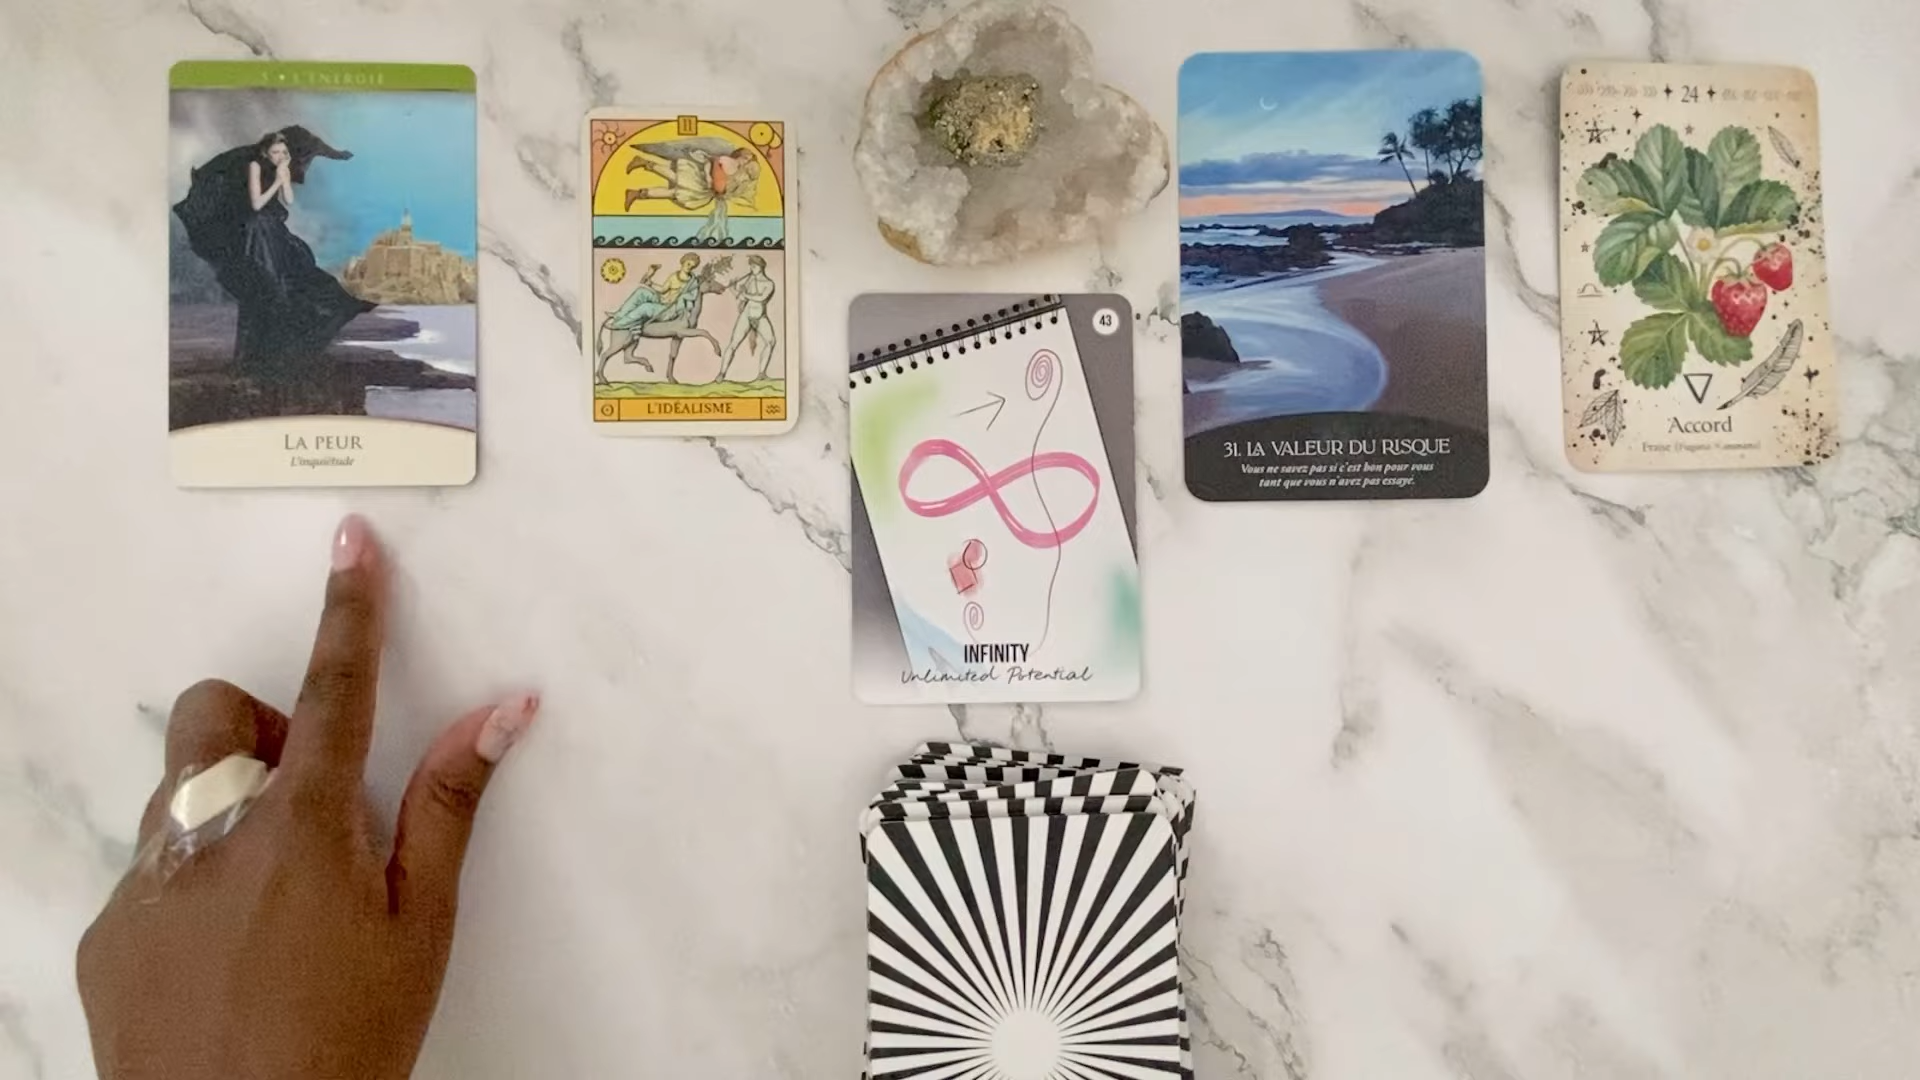 5 • L'ÉNERGIE
LA PEUR
L'inquiétude
II
L'IDÉALISME
43
INFINITY
Unlimited Potential
31. LA VALEUR DU RISQUE
Vous ne savez pas si c'est bon pour vous
tant que vous n'avez pas essayé.
24
Accord
Fraise